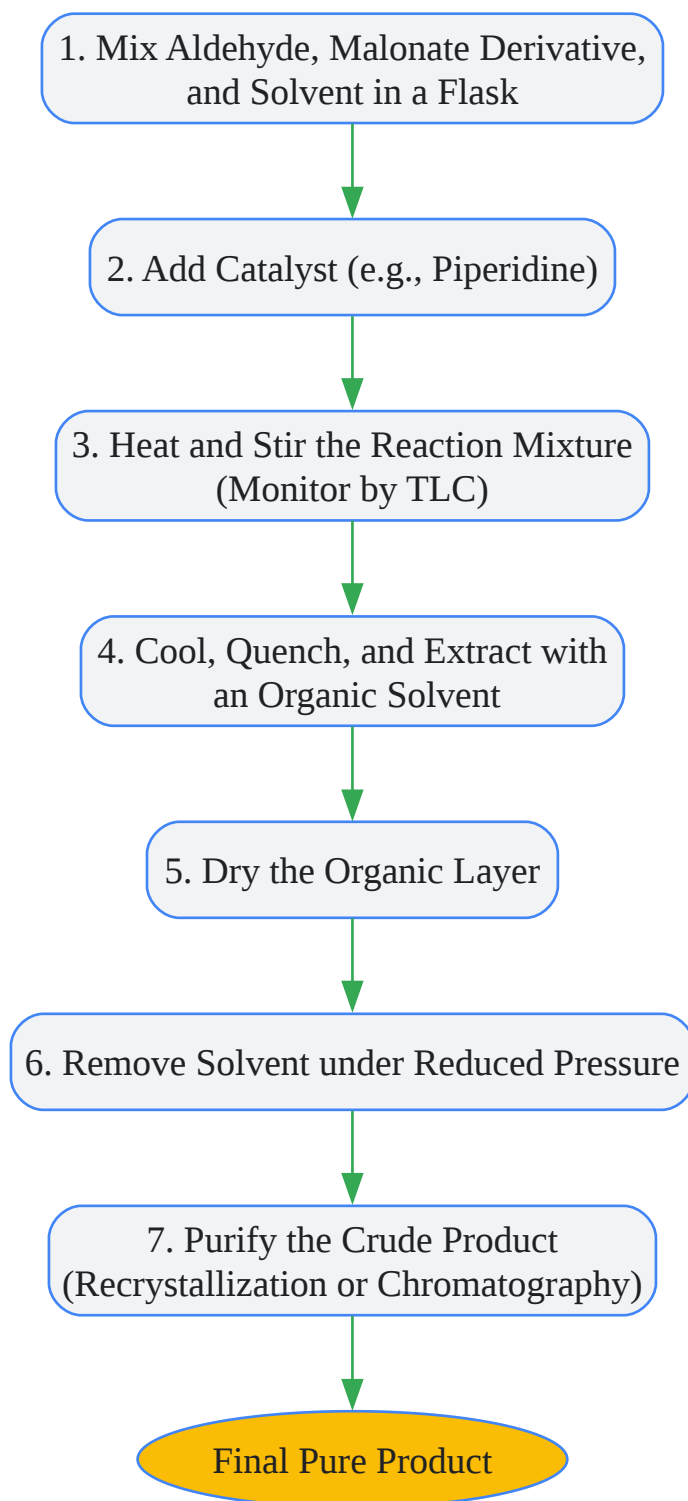 1. Mix Aldehyde, Malonate Derivative,
and Solvent in a Flask
2. Add Catalyst (e.g., Piperidine)
3. Heat and Stir the Reaction Mixture
(Monitor by TLC)
4. Cool, Quench, and Extract with
an Organic Solvent
5. Dry the Organic Layer
6. Remove Solvent under Reduced Pressure
7. Purify the Crude Product
(Recrystallization or Chromatography)
Final Pure Product